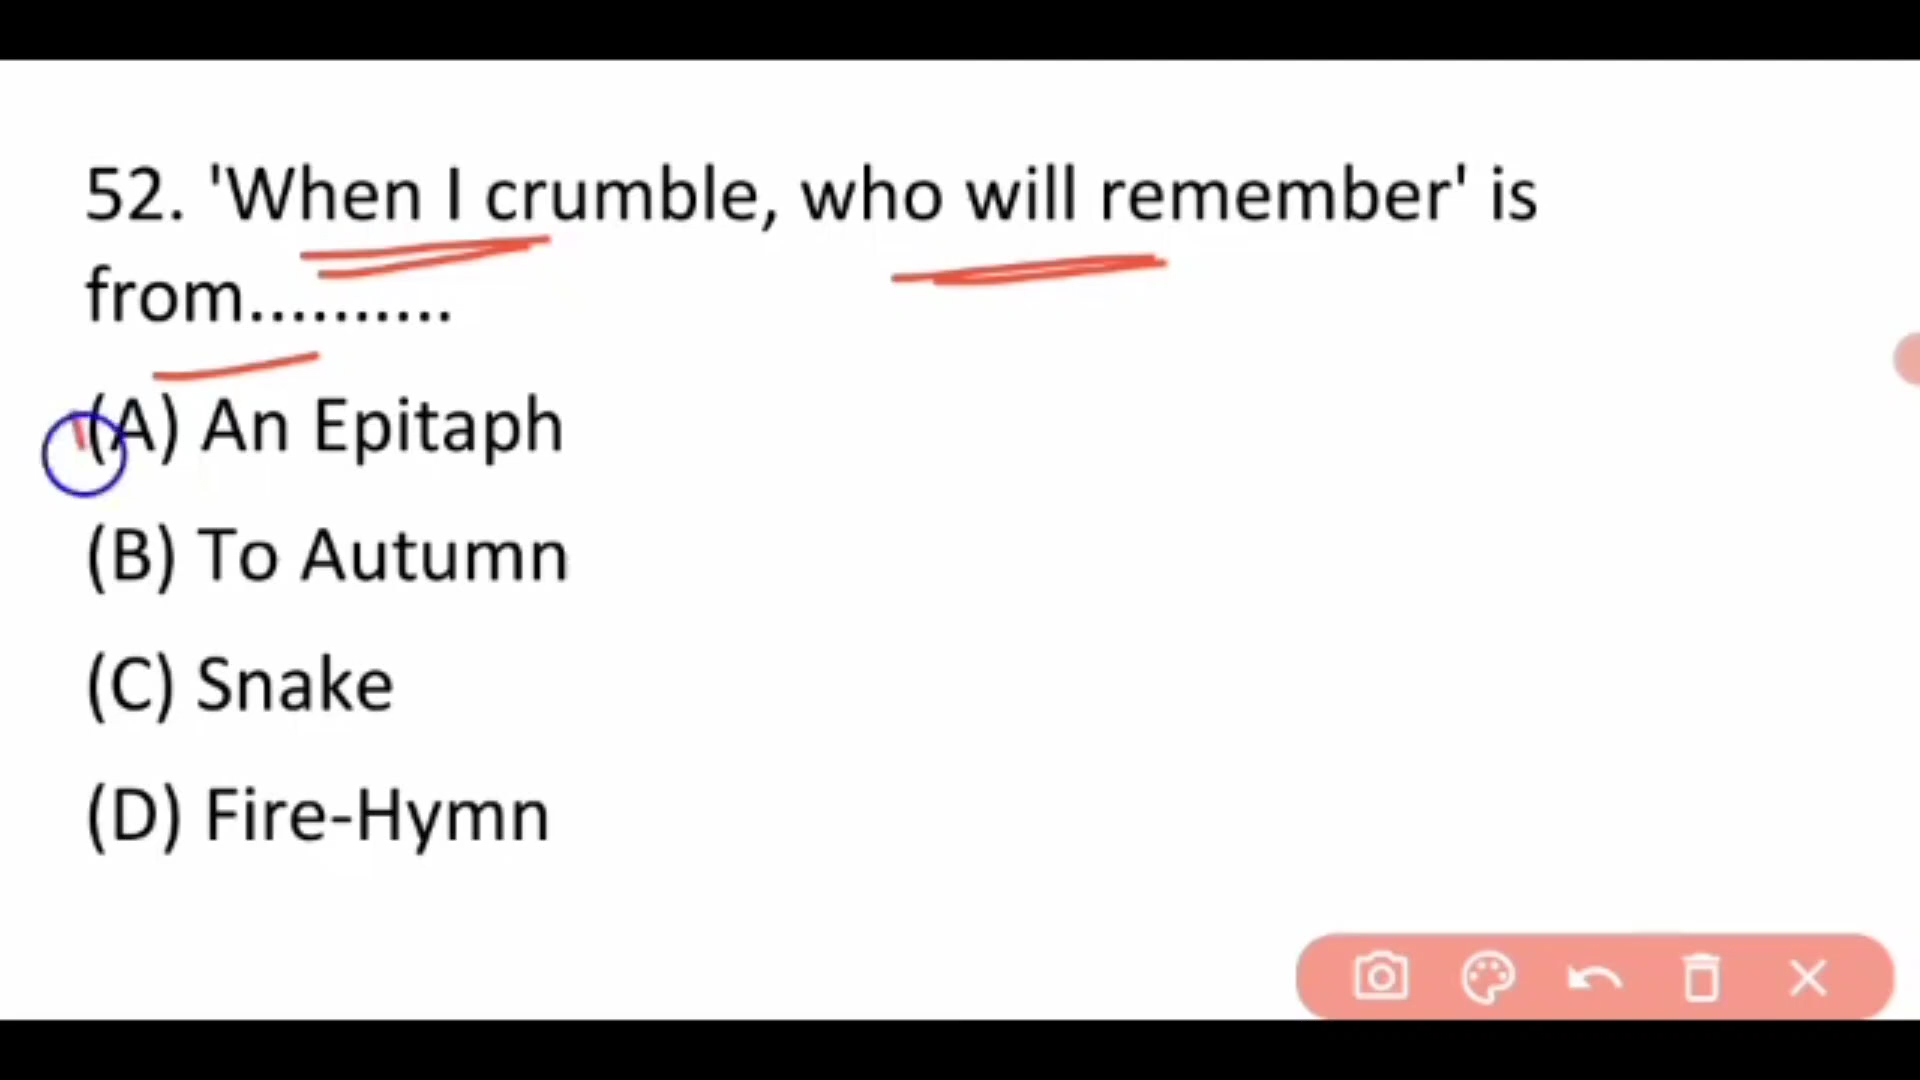 52. 'When I crumble, who will remember' is
from..........
(A) An Epitaph
(B) To Autumn
(C) Snake
(D) Fire-Hymn